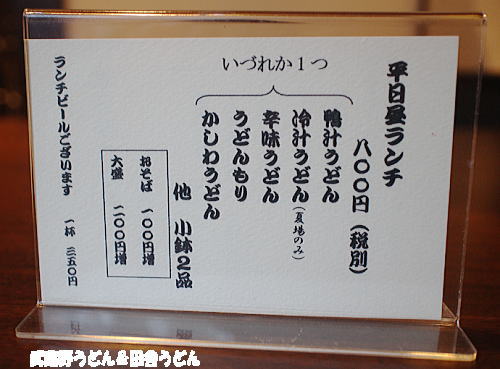 平日昼ランチ
八〇〇円（税別）
いづれか１つ
鴨汁うどん
冷汁うどん（夏場のみ）
辛味うどん
うどんもり
かしわうどん
他 小鉢２品
おそば 一〇〇円増
大盛 二〇〇円増
ランチビールございます 一杯 三五〇円
武蔵野うどん＆田舎うどん